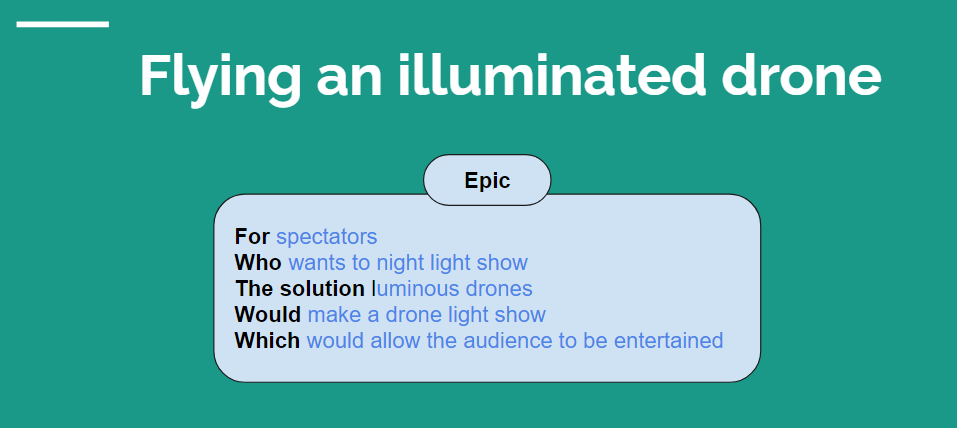 Flying an illuminated drone
Epic
For spectators
Who wants to night light show
The solution luminous drones
Would make a drone light show
Which would allow the audience to be entertained